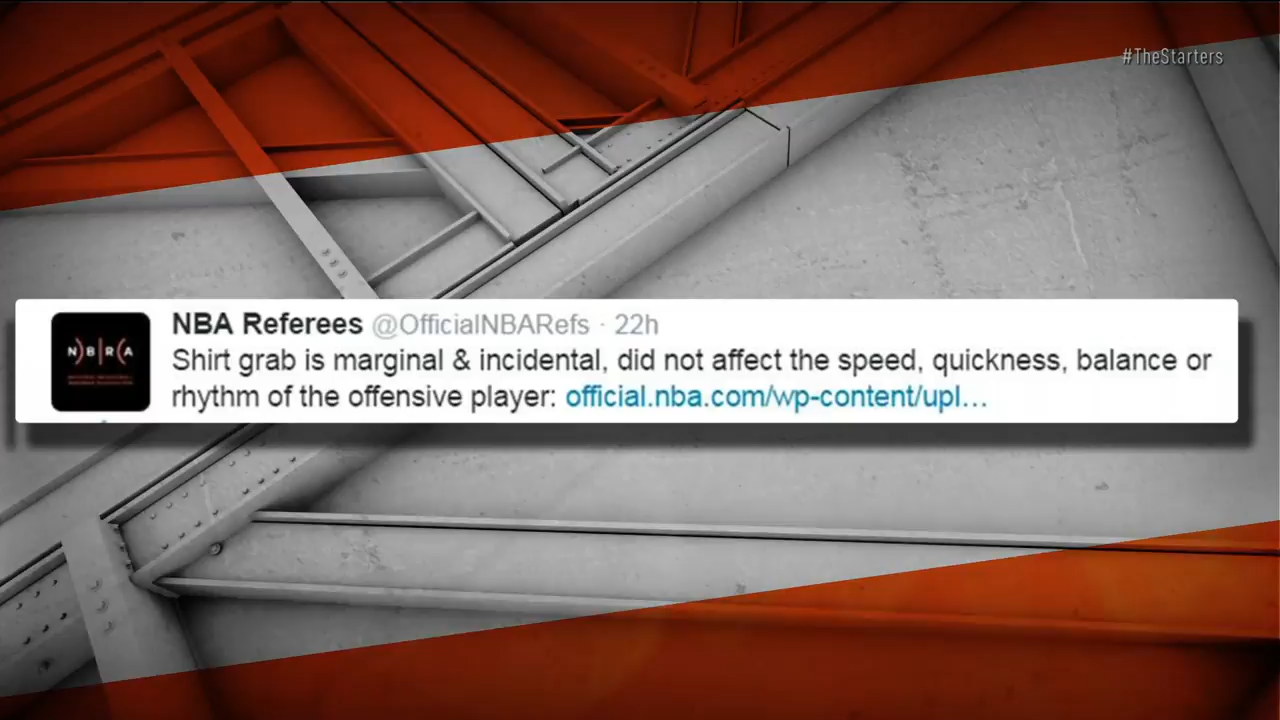 #TheStarters
NBA Referees @OfficialNBARefs · 22h
Shirt grab is marginal & incidental, did not affect the speed, quickness, balance or
rhythm of the offensive player: official.nba.com/wp-content/upl...
N)B|R(A